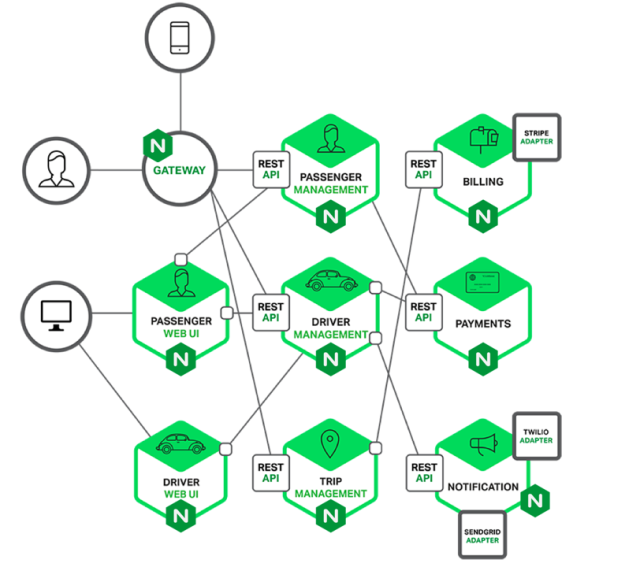 N
GATEWAY
REST
API
PASSENGER
MANAGEMENT
N
REST
API
BILLING
STRIPE
ADAPTER
N
PASSENGER
WEB UI
N
REST
API
DRIVER
MANAGEMENT
N
REST
API
PAYMENTS
N
DRIVER
WEB UI
N
REST
API
TRIP
MANAGEMENT
N
REST
API
NOTIFICATION
TWILIO
ADAPTER
N
SENDGRID
ADAPTER